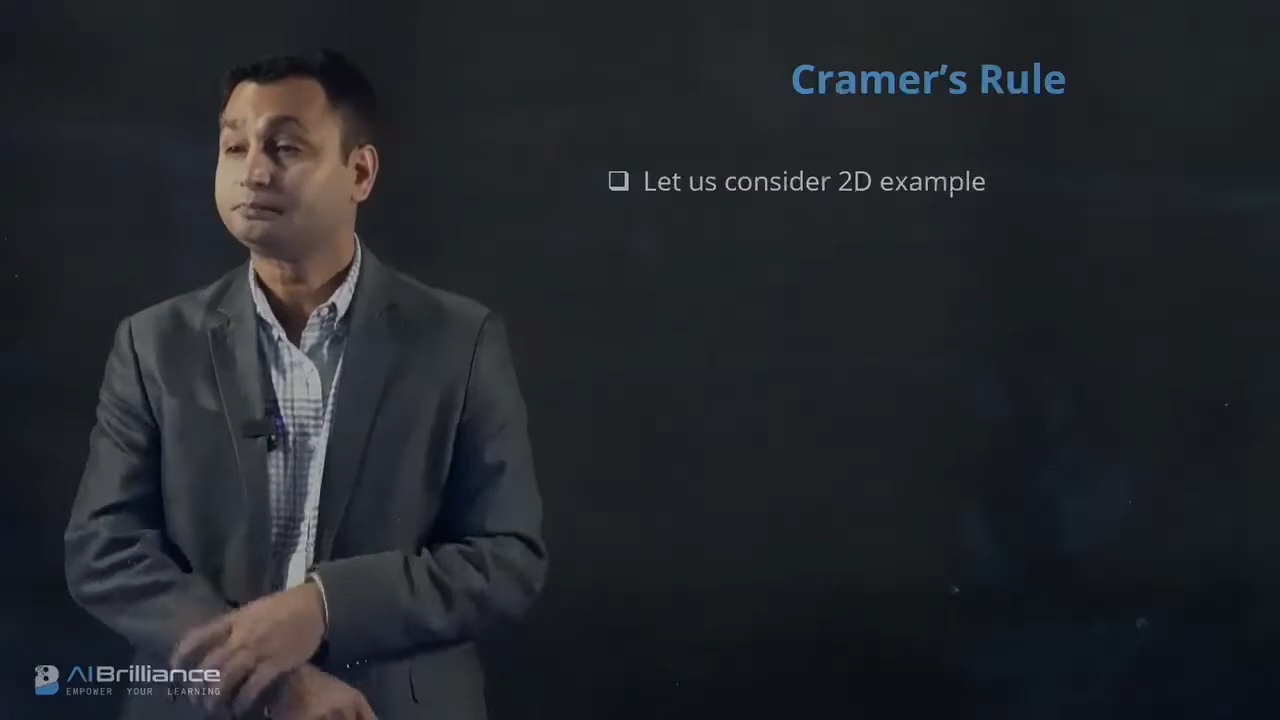 Cramer’s Rule
❑ Let us consider 2D example
AIBrilliance
EMPOWER YOUR LEARNING